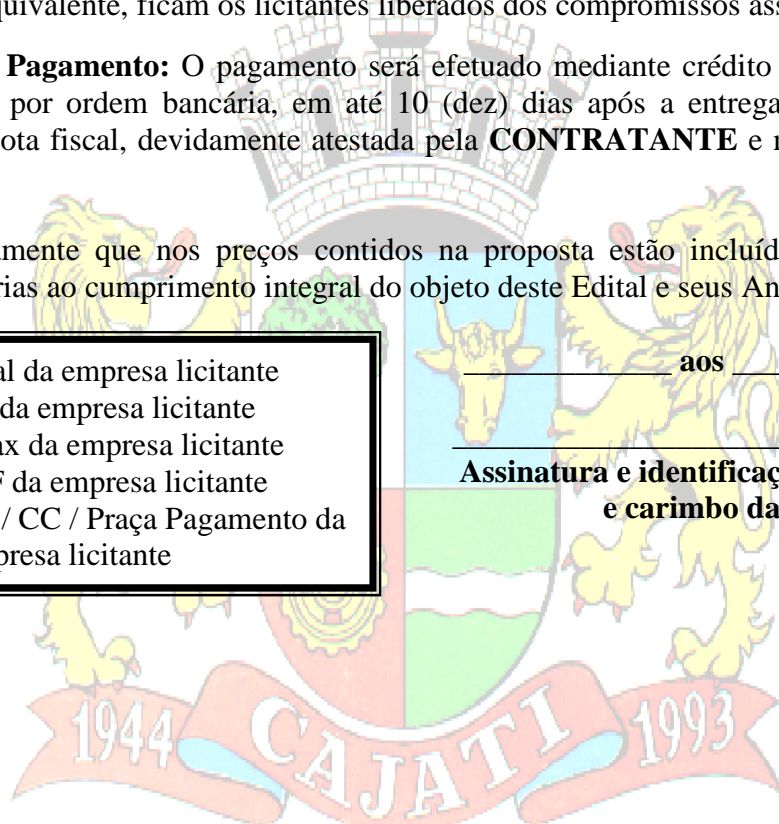 quivalente, ficam os licitantes liberados dos compromissos ass
Pagamento: O pagamento será efetuado mediante crédito
por ordem bancária, em até 10 (dez) dias após a entrega
ota fiscal, devidamente atestada pela CONTRATANTE e
amente que nos preços contidos na proposta estão incluíd
rias ao cumprimento integral do objeto deste Edital e seus An
al da empresa licitante
da empresa licitante
ax da empresa licitante
F da empresa licitante
/ CC / Praça Pagamento da
presa licitante
______________ aos ____
______________________
Assinatura e identificaç
e carimbo da
1944 CAJATI 1993